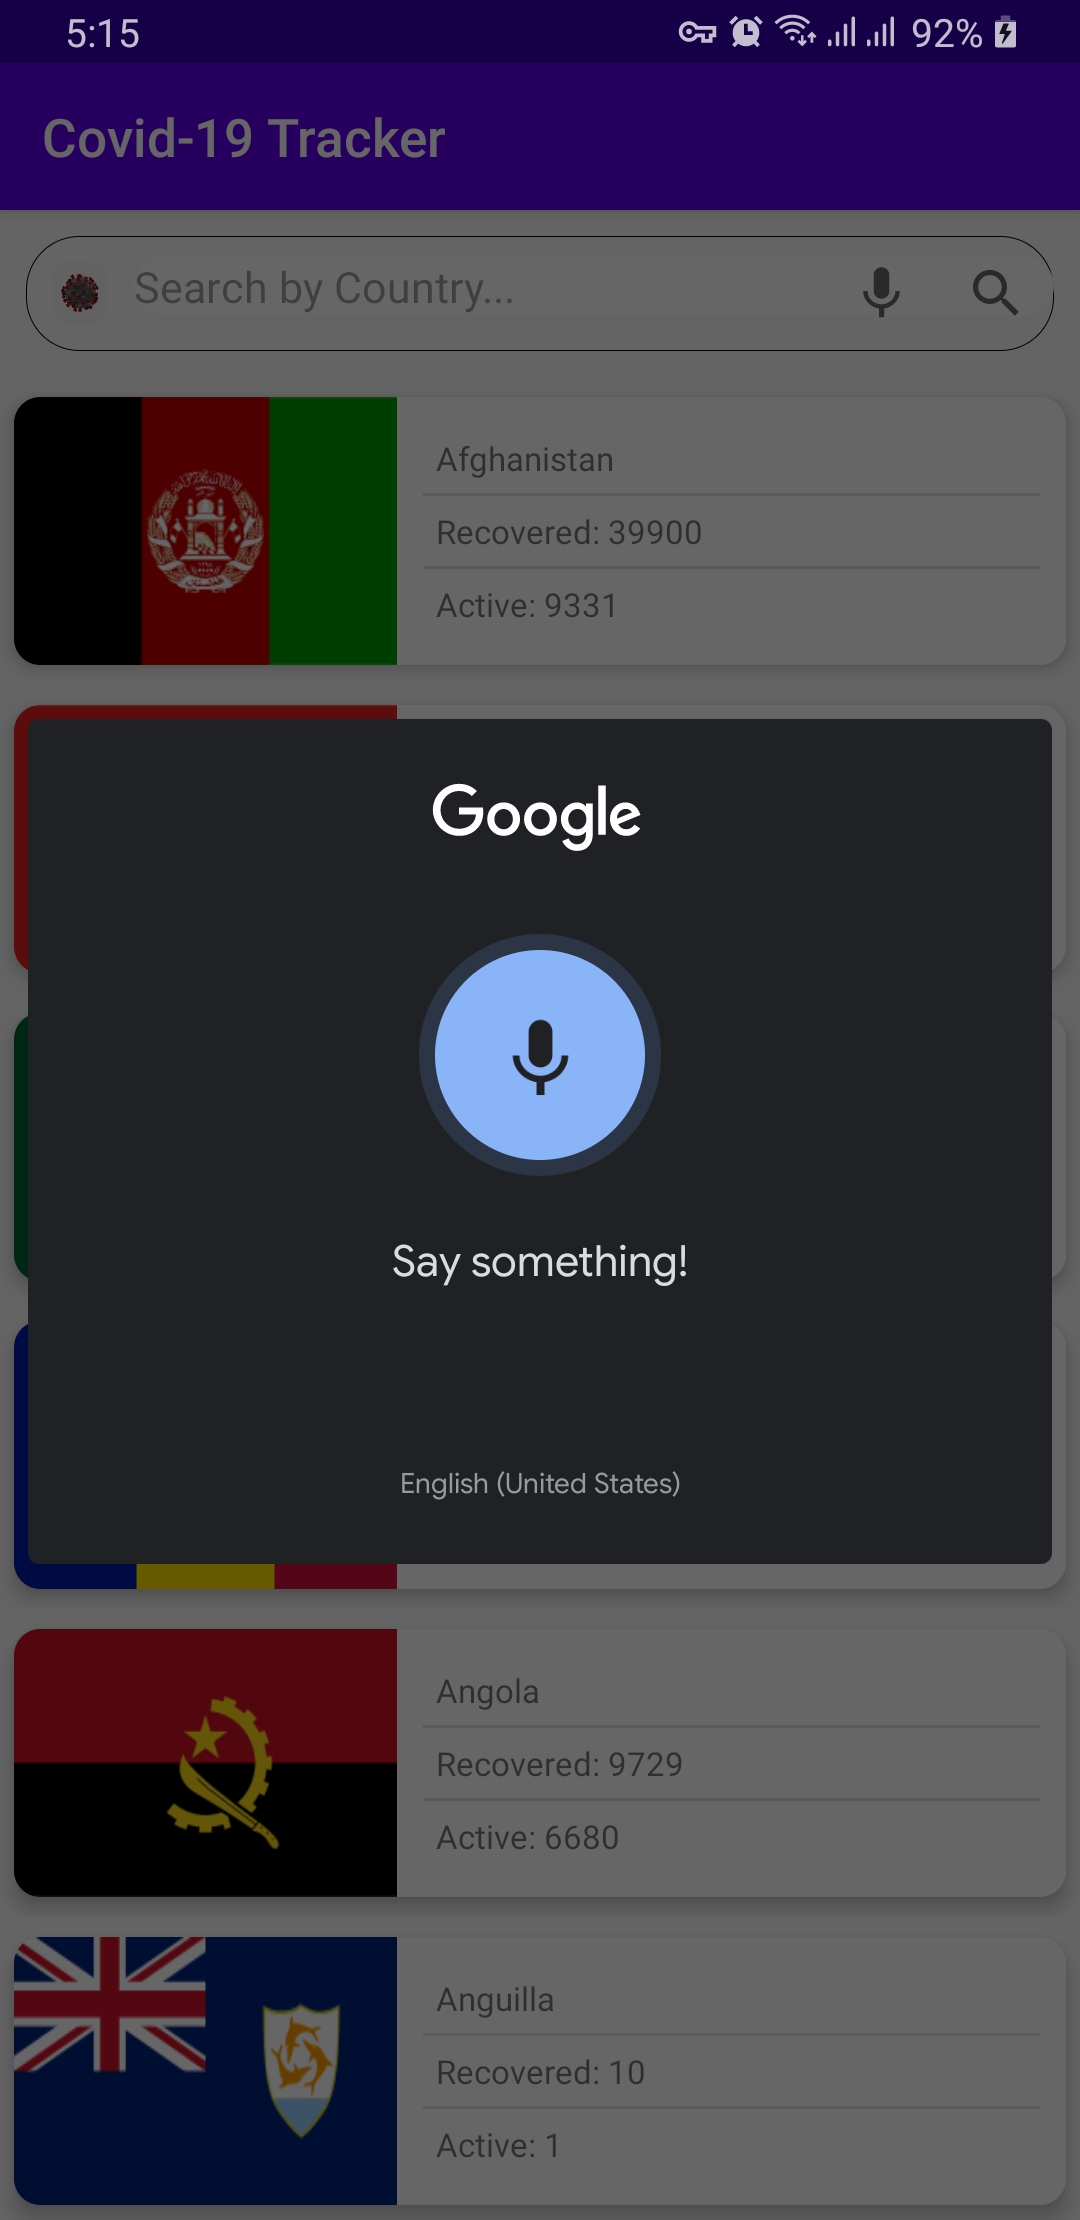 5:15
92%
Covid-19 Tracker
Search by Country...
Afghanistan
Recovered: 39900
Active: 9331
Google
Say something!
English (United States)
Angola
Recovered: 9729
Active: 6680
Anguilla
Recovered: 10
Active: 1